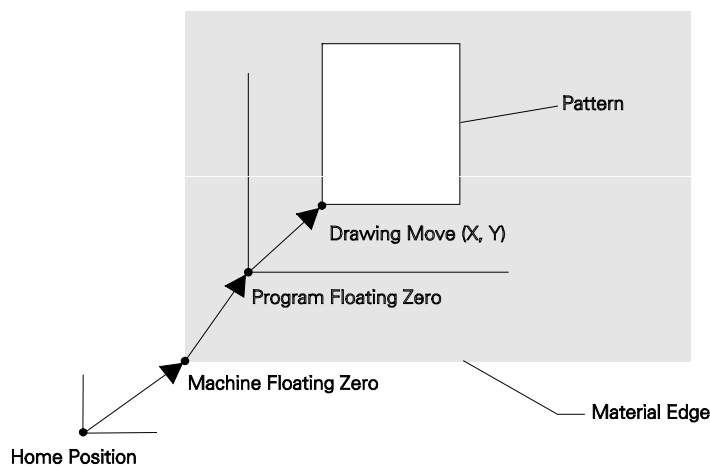 Pattern
Drawing Move (X, Y)
Program Floating Zero
Machine Floating Zero
Material Edge
Home Position